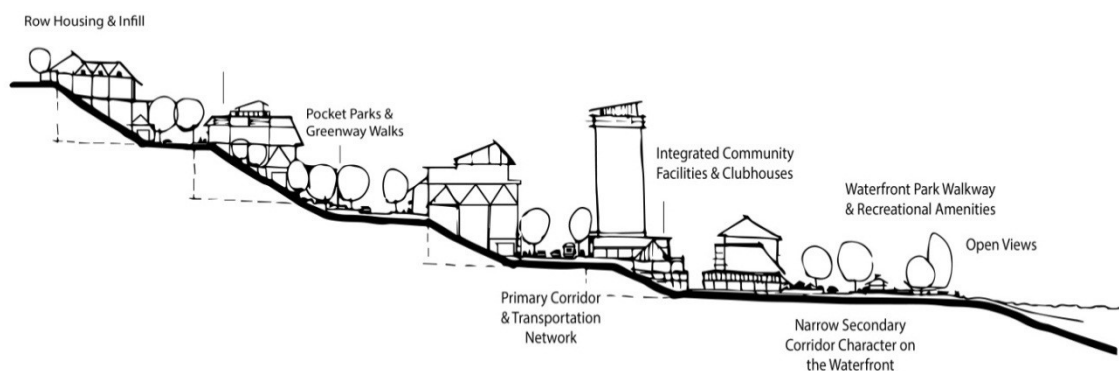 Row Housing & Infill
Pocket Parks &
Greenway Walks
Integrated Community
Facilities & Clubhouses
Waterfront Park Walkway
& Recreational Amenities
Open Views
Primary Corridor
& Transportation
Network
Narrow Secondary
Corridor Character on
the Waterfront